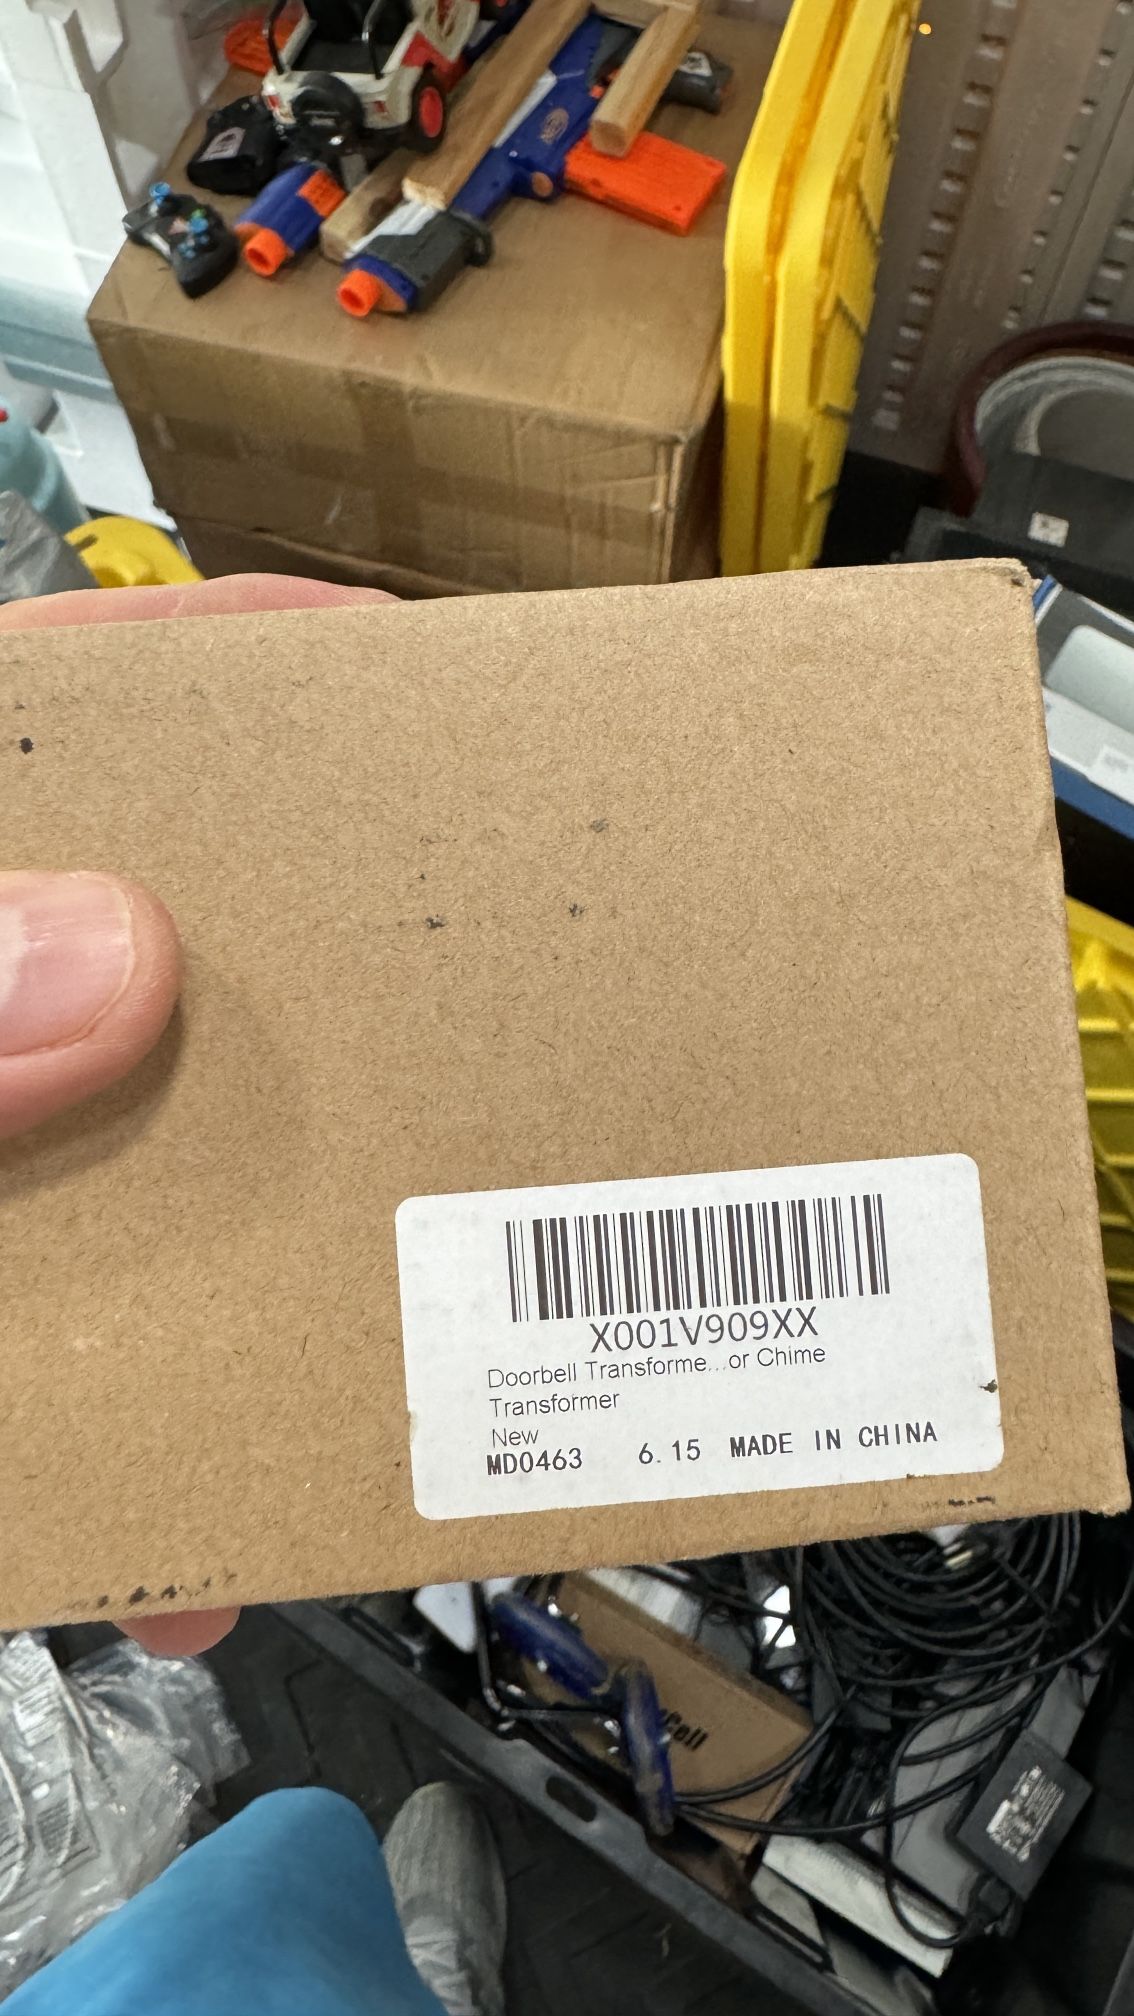 X001V909XX
Doorbell Transforme...or Chime
Transformer
New
MD0463 6.15 MADE IN CHINA